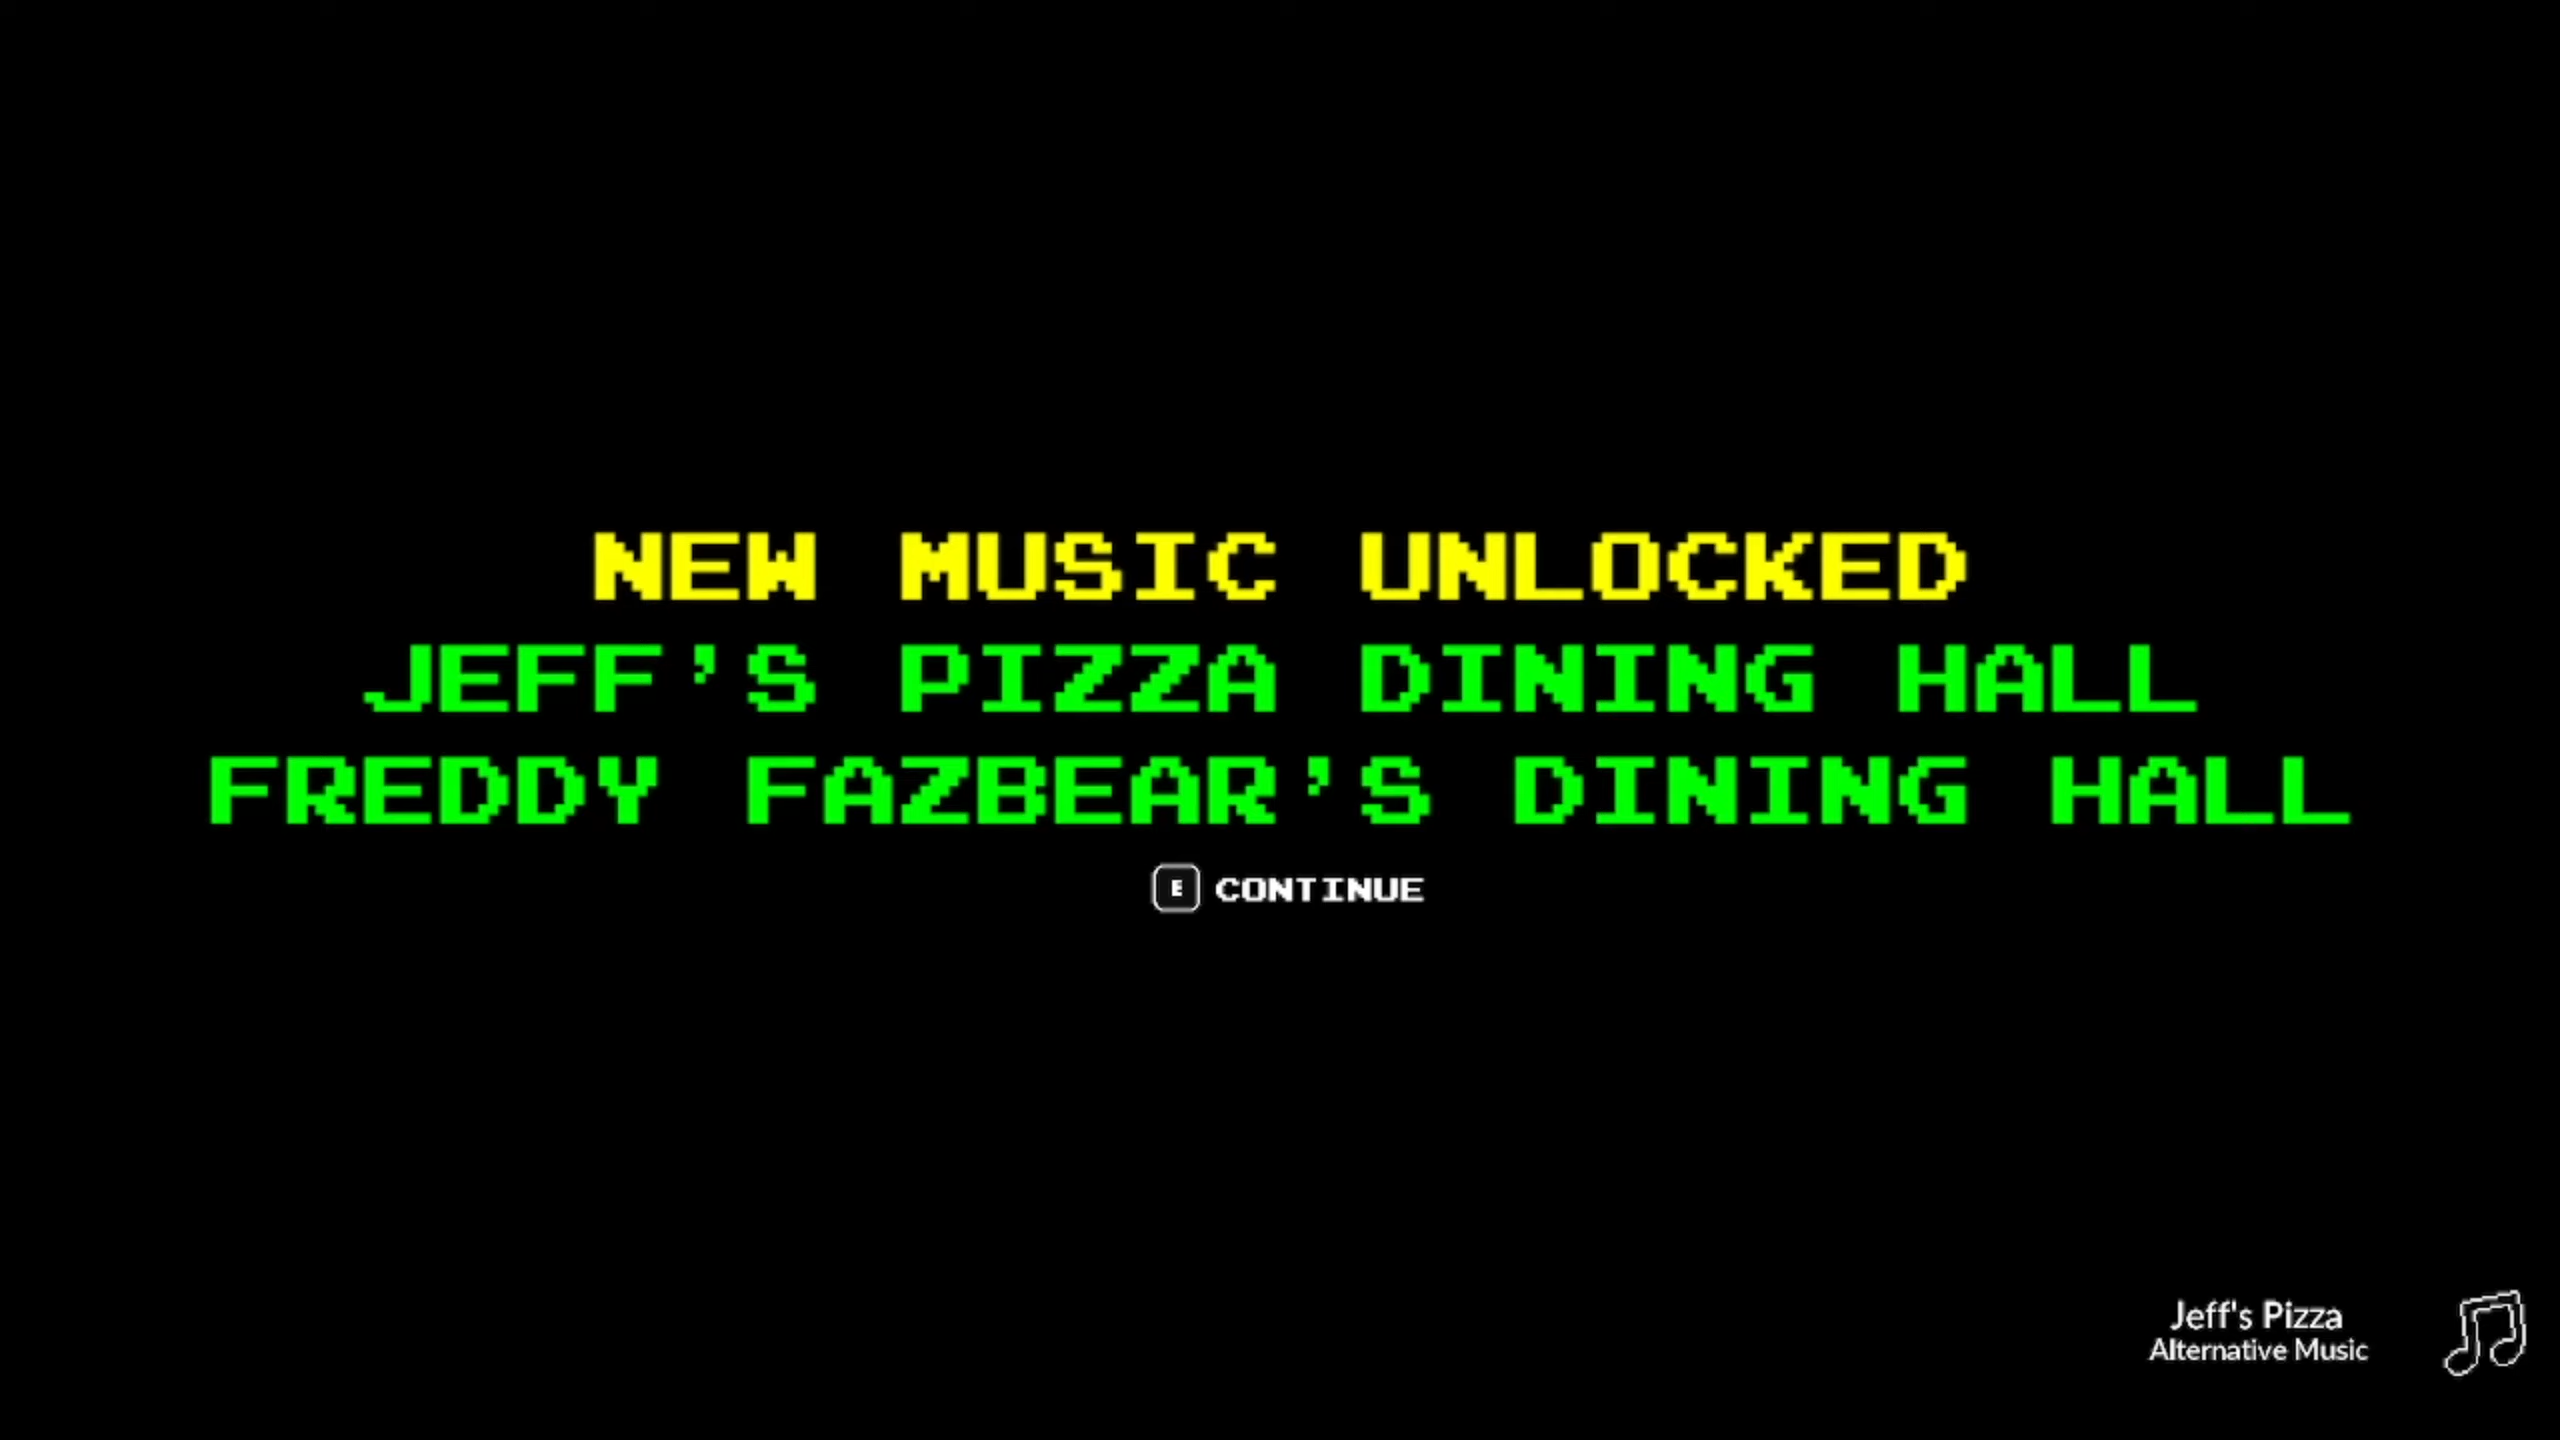 NEW MUSIC UNLOCKED
JEFF'S PIZZA DINING HALL
FREDDY FAZBEAR'S DINING HALL
E CONTINUE
Jeff's Pizza
Alternative Music